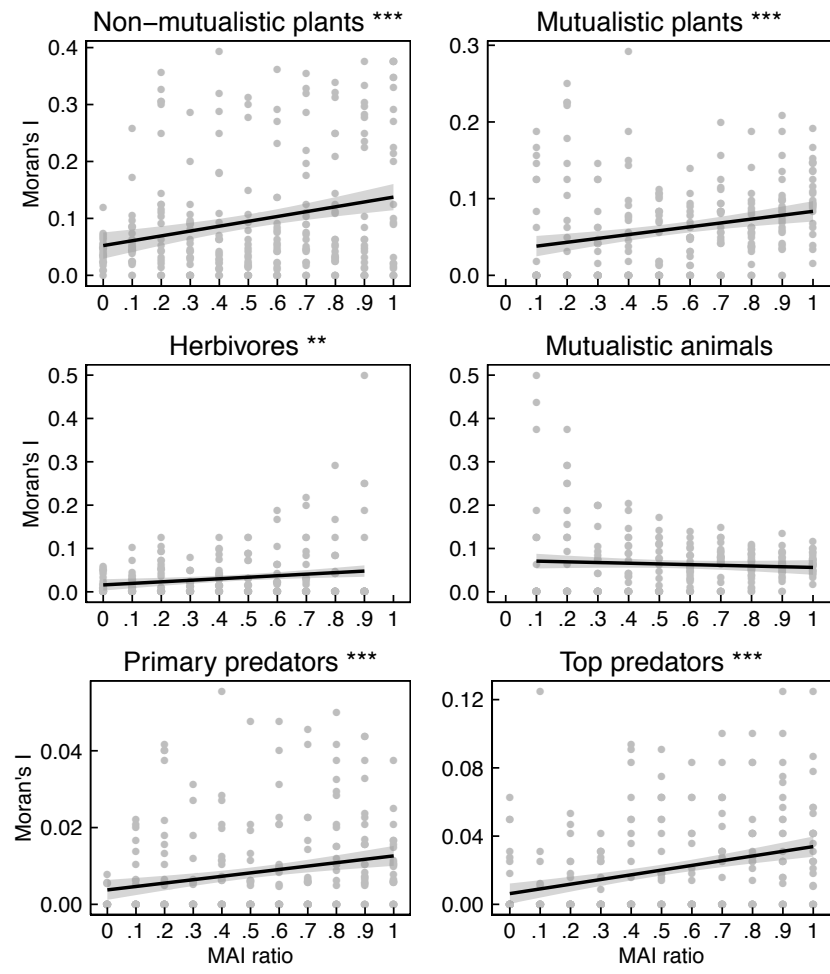 Non−mutualistic plants ***
Mutualistic plants ***
Moran's I
0.4
0.3
0.2
0.1
0.0
0 .1 .2 .3 .4 .5 .6 .7 .8 .9 1
0.3
0.2
0.1
0.0
0 .1 .2 .3 .4 .5 .6 .7 .8 .9 1
Herbivores **
Mutualistic animals
Moran's I
0.5
0.4
0.3
0.2
0.1
0.0
0 .1 .2 .3 .4 .5 .6 .7 .8 .9 1
0.5
0.4
0.3
0.2
0.1
0.0
0 .1 .2 .3 .4 .5 .6 .7 .8 .9 1
Primary predators ***
Top predators ***
Moran's I
0.04
0.02
0.00
0 .1 .2 .3 .4 .5 .6 .7 .8 .9 1
MAI ratio
0.12
0.08
0.04
0.00
0 .1 .2 .3 .4 .5 .6 .7 .8 .9 1
MAI ratio